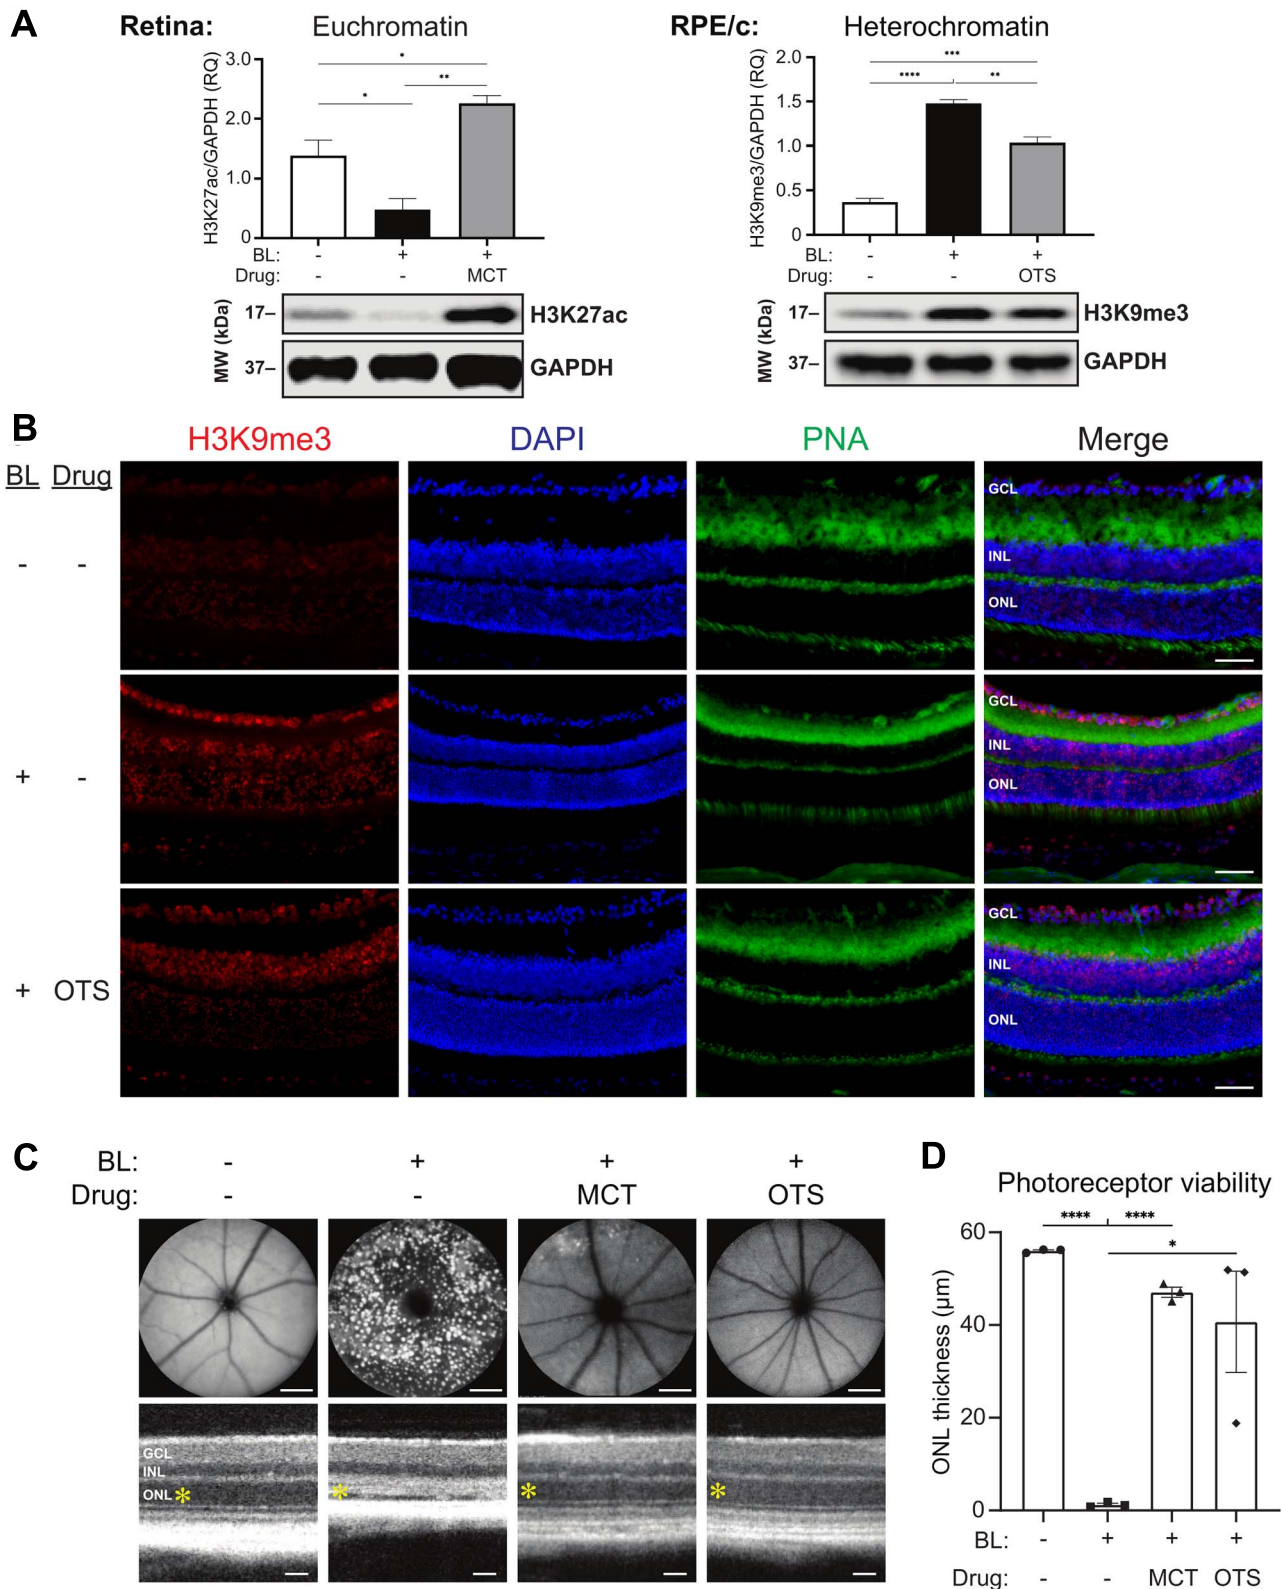 A
Retina: Euchromatin
H3K27ac/GAPDH (RQ)
3.0
2.0
1.0
0
*
**
*
BL: - + +
Drug: - - MCT
MW (kDa)
17– H3K27ac
37– GAPDH
RPE/c: Heterochromatin
H3K9me3/GAPDH (RQ)
2.0
1.5
1.0
0.5
0
***
**** **
BL: - + +
Drug: - - OTS
MW (kDa)
17– H3K9me3
37– GAPDH
B
H3K9me3 DAPI PNA Merge
BL Drug
- -
GCL
INL
ONL
+ -
GCL
INL
ONL
+ OTS
GCL
INL
ONL
C
BL: - + + +
Drug: - - MCT OTS
GCL
INL
ONL *
*
*
*
D
Photoreceptor viability
ONL thickness (μm)
60
40
20
0
**** ****
*
BL: - + + +
Drug: - - MCT OTS